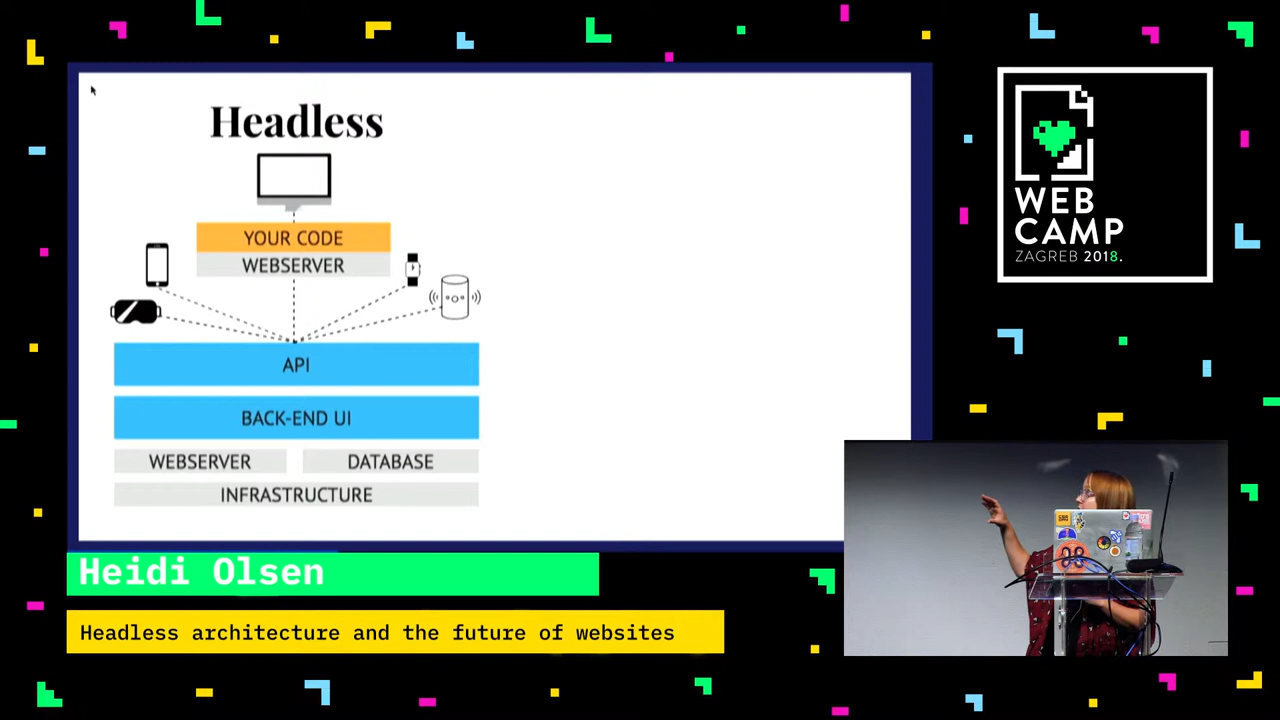 Headless
YOUR CODE
WEBSERVER
API
BACK-END UI
WEBSERVER DATABASE
INFRASTRUCTURE
WEB
CAMP
ZAGREB 2018.
Heidi Olsen
Headless architecture and the future of websites